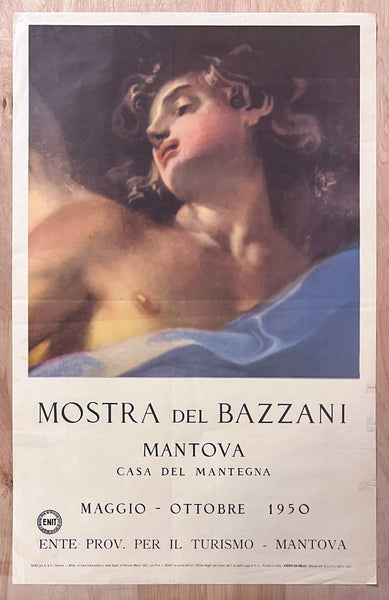 MOSTRA DEL BAZZANI
MANTOVA
CASA DEL MANTEGNA
MAGGIO - OTTOBRE 1950
ENIT
ENTE PROV. PER IL TURISMO - MANTOVA